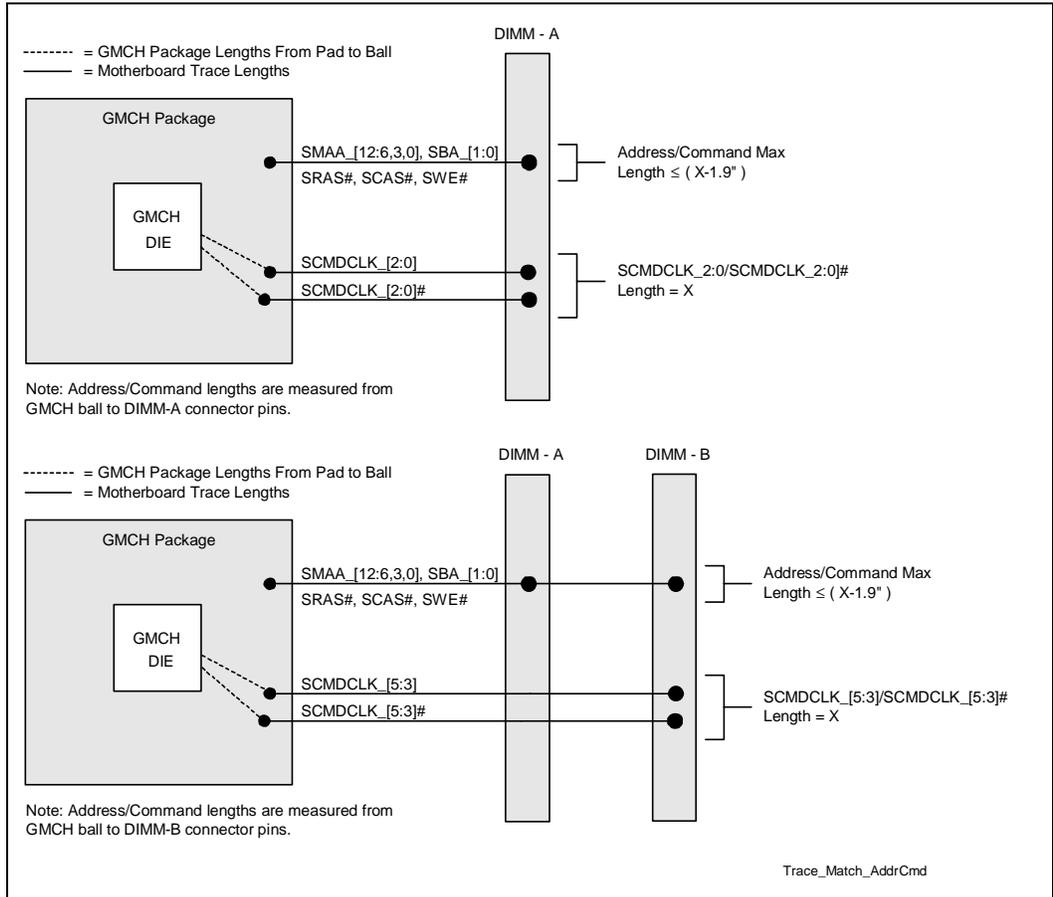 DIMM - A
= GMCH Package Lengths From Pad to Ball
= Motherboard Trace Lengths
GMCH Package
SMAA_[12:6,3,0], SBA_[1:0]
SRAS#, SCAS#, SWE#
Address/Command Max
Length ≤ ( X-1.9" )
GMCH
DIE
SCMDCLK_[2:0]
SCMDCLK_[2:0]#
SCMDCLK_2:0/SCMDCLK_2:0]#
Length = X
Note: Address/Command lengths are measured from
GMCH ball to DIMM-A connector pins.
DIMM - A
DIMM - B
= GMCH Package Lengths From Pad to Ball
= Motherboard Trace Lengths
GMCH Package
SMAA_[12:6,3,0], SBA_[1:0]
SRAS#, SCAS#, SWE#
Address/Command Max
Length ≤ ( X-1.9" )
GMCH
DIE
SCMDCLK_[5:3]
SCMDCLK_[5:3]#
SCMDCLK_[5:3]/SCMDCLK_[5:3]#
Length = X
Note: Address/Command lengths are measured from
GMCH ball to DIMM-B connector pins.
Trace_Match_AddrCmd